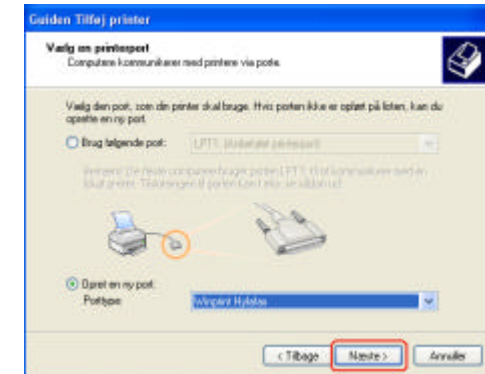 Guiden Tilføj printer
Vælg en printerport
Computere kommunikerer med printere via porte.
Vælg den port, som din printer skal bruge. Hvis porten ikke er opført på listen, kan du
oprette en ny port.
Brug følgende port:
LPT1: (Anbefalet printerport)
Opret en ny port:
Porttype:
Winprint Hylafax
< Tilbage
Næste >
Annuller